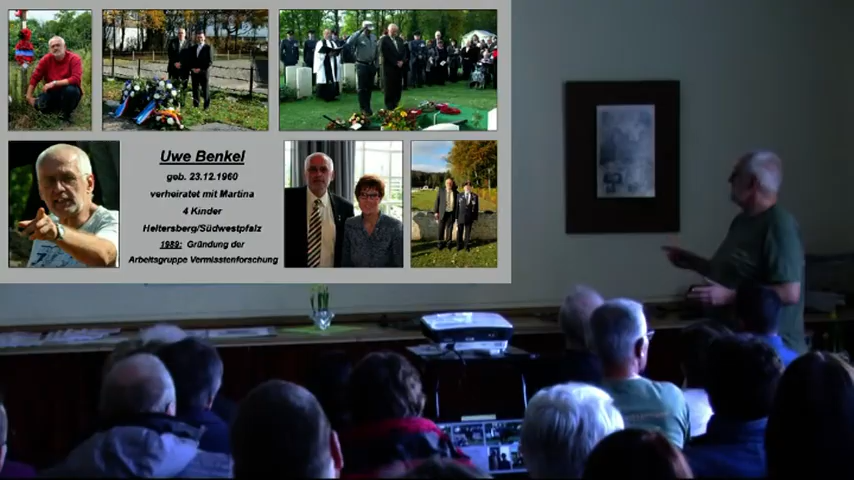 Uwe Benkel
geb. 23.12.1960
verheiratet mit Martina
4 Kinder
Heltersberg/Südwestpfalz
1989: Gründung der
Arbeitsgruppe Vermisstenforschung